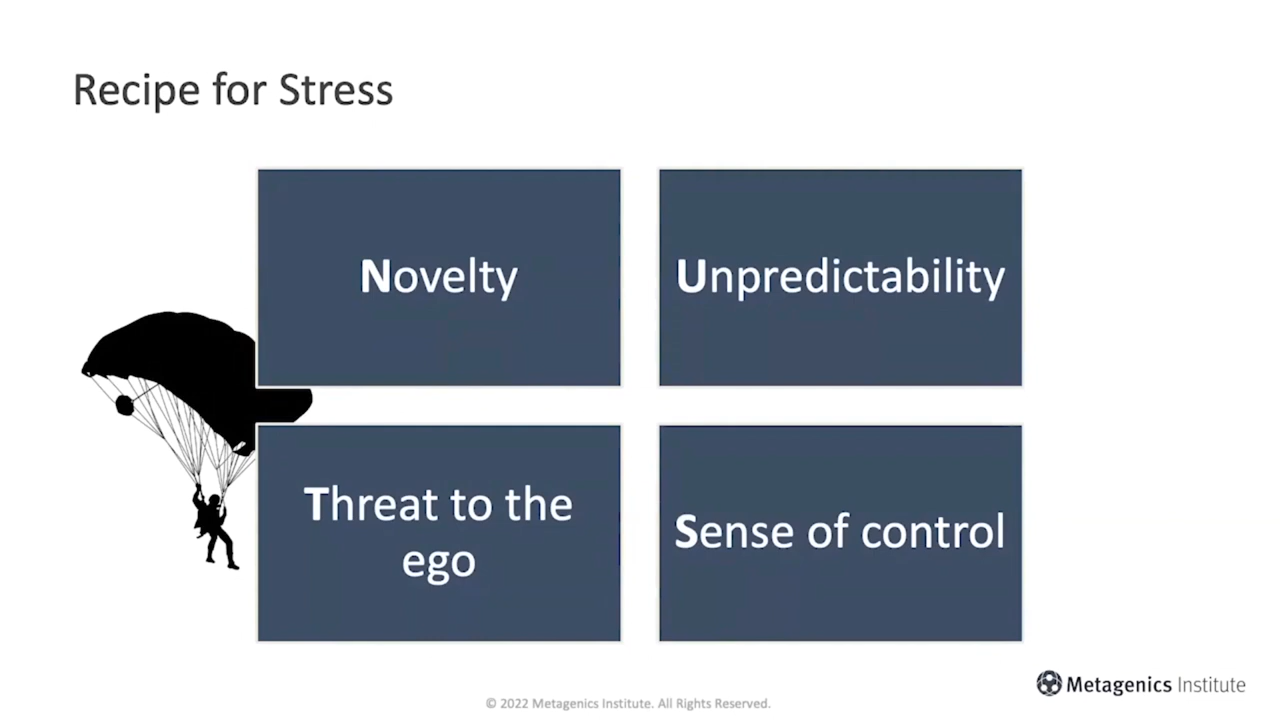 Recipe for Stress
Novelty
Unpredictability
Threat to the
ego
Sense of control
Metagenics Institute
© 2022 Metagenics Institute. All Rights Reserved.